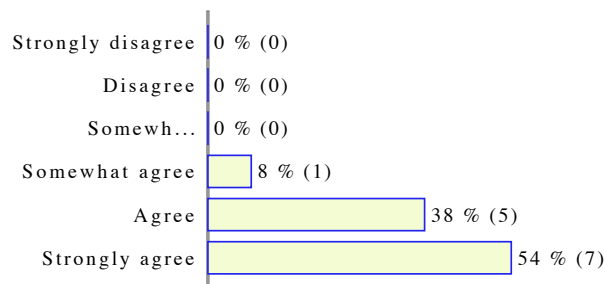 Strongly disagree 0 % (0)
Disagree 0 % (0)
Somewh... 0 % (0)
Somewhat agree 8 % (1)
Agree 38 % (5)
Strongly agree 54 % (7)